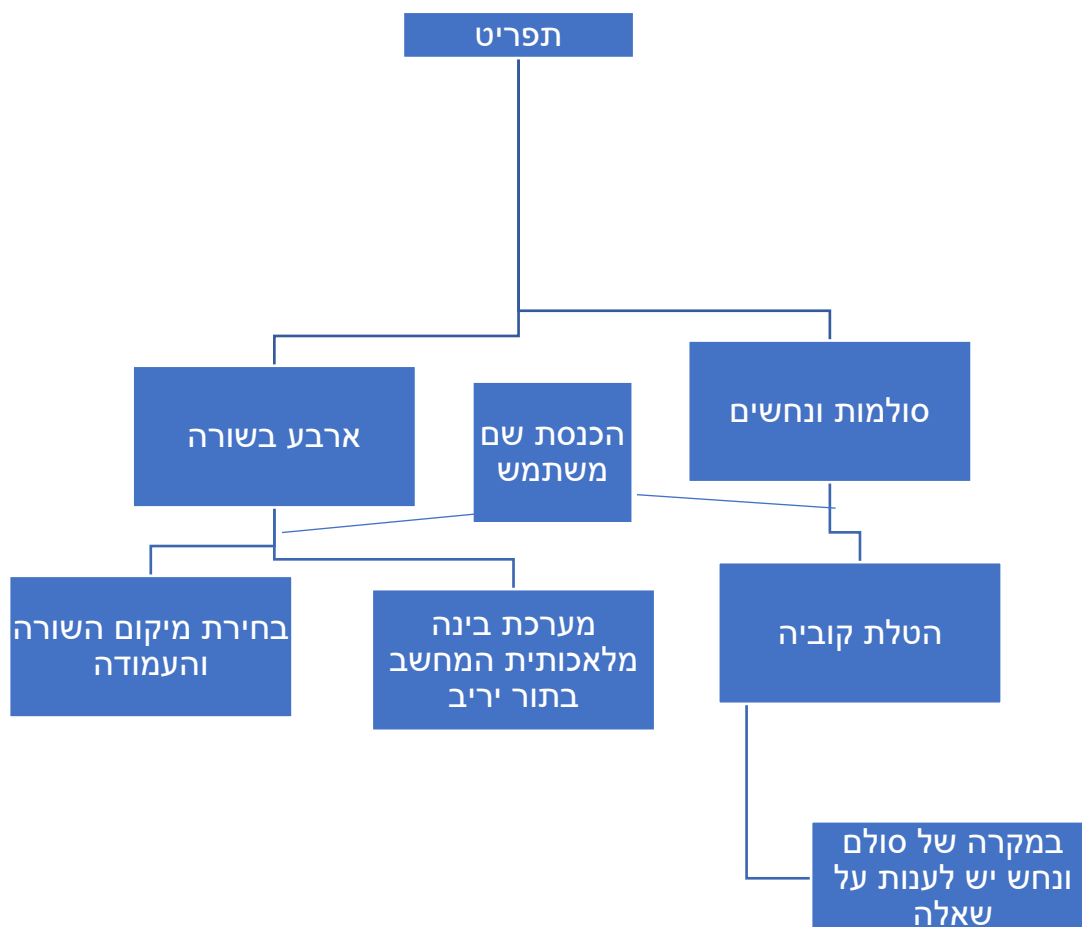 תפריט
סולמות ונחשים
הכנסת שם
משתמש
ארבע בשורה
הטלת קוביה
מערכת בינה
מלאכותית המחשב
בתור יריב
בחירת מיקום השורה
והעמודה
במקרה של סולם
ונחש יש לענות על
שאלה